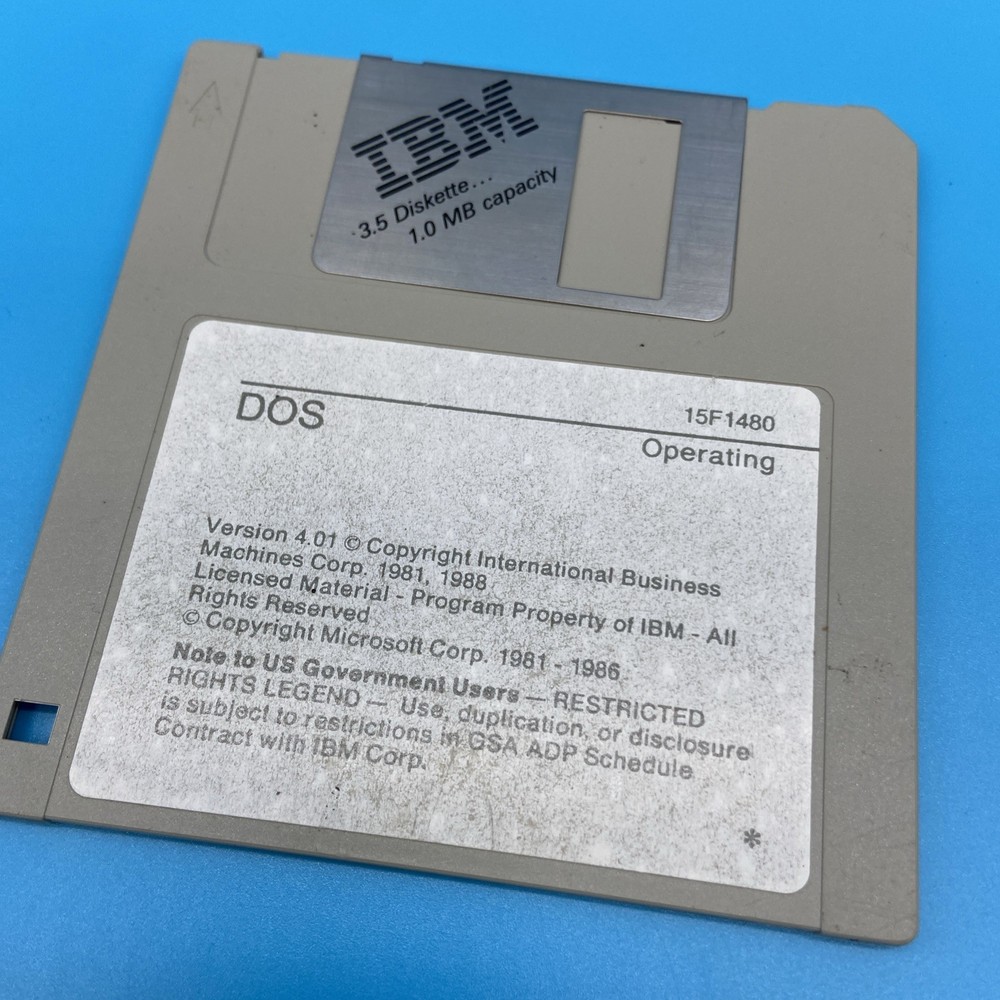 IBM
3.5 Diskette...
1.0 MB capacity
15F1480
DOS
Operating
Version 4.01 © Copyright International Business
Machines Corp. 1981, 1988
Licensed Material - Program Property of IBM - All
Rights Reserved
© Copyright Microsoft Corp. 1981 - 1986
Note to US Government Users — RESTRICTED
RIGHTS LEGEND — Use, duplication, or disclosure
is subject to restrictions in GSA ADP Schedule
Contract with IBM Corp.
*